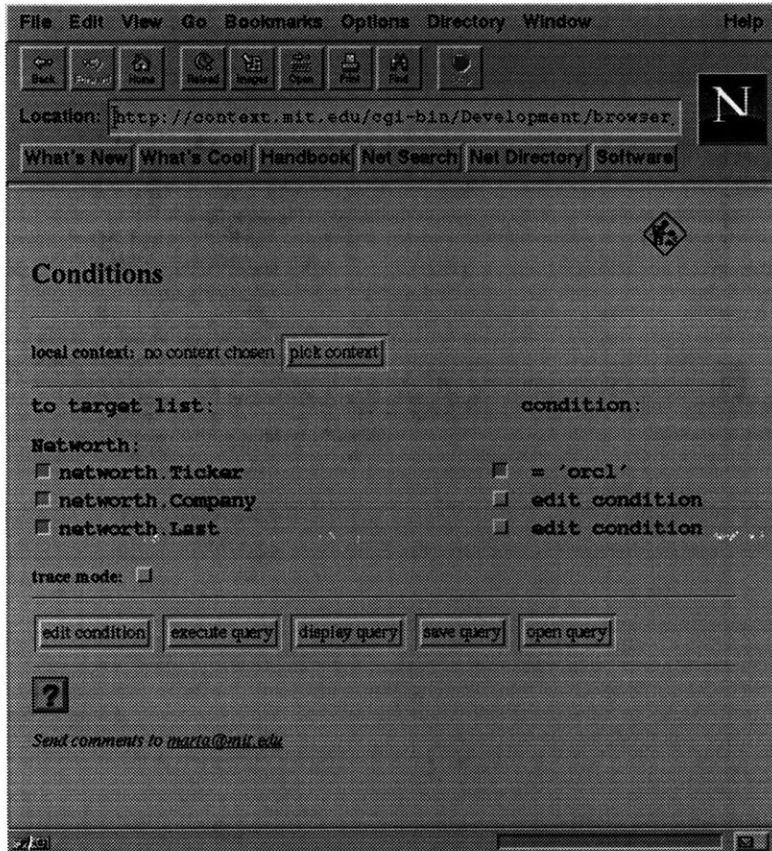 File Edit View Go Bookmarks Options Directory Window Help
Back Forward Home Reload Images Open Print Find Stop
Location: http://context.mit.edu/cgi-bin/Development/browser
N
What's New What's Cool Handbook Net Search Net Directory Software
Conditions
local context: no context chosen pick context
to target list: condition:
Networth:
networth.Ticker = 'orcl'
networth.Company edit condition
networth.Last edit condition
trace mode:
edit condition execute query display query save query open query
?
Send comments to marta@mit.edu